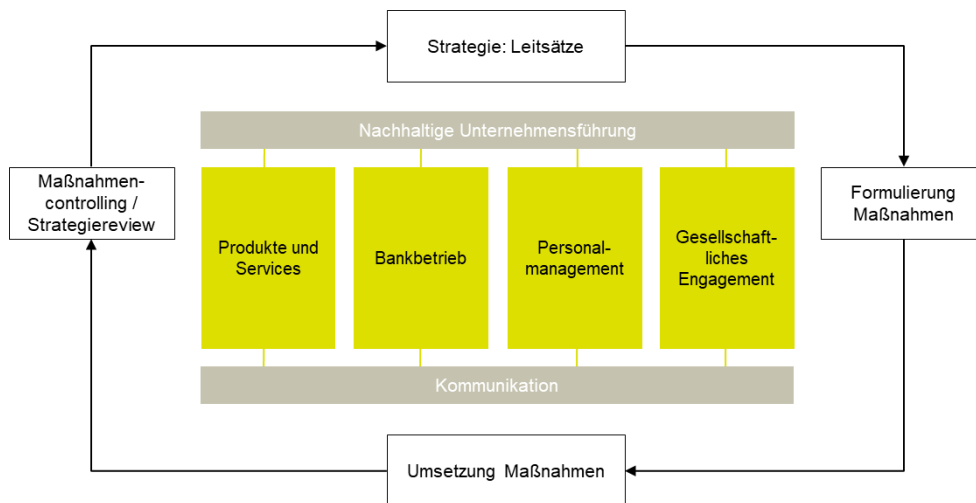 Strategie: Leitsätze
Nachhaltige Unternehmensführung
Maßnahmen-
controlling /
Strategiereview
Formulierung
Maßnahmen
Produkte und
Services
Bankbetrieb
Personal-
management
Gesellschaft-
liches
Engagement
Kommunikation
Umsetzung Maßnahmen